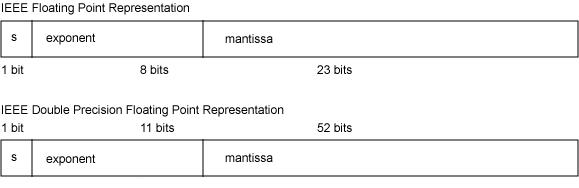 IEEE Floating Point Representation
s exponent mantissa
1 bit 8 bits 23 bits
IEEE Double Precision Floating Point Representation
1 bit 11 bits 52 bits
s exponent mantissa